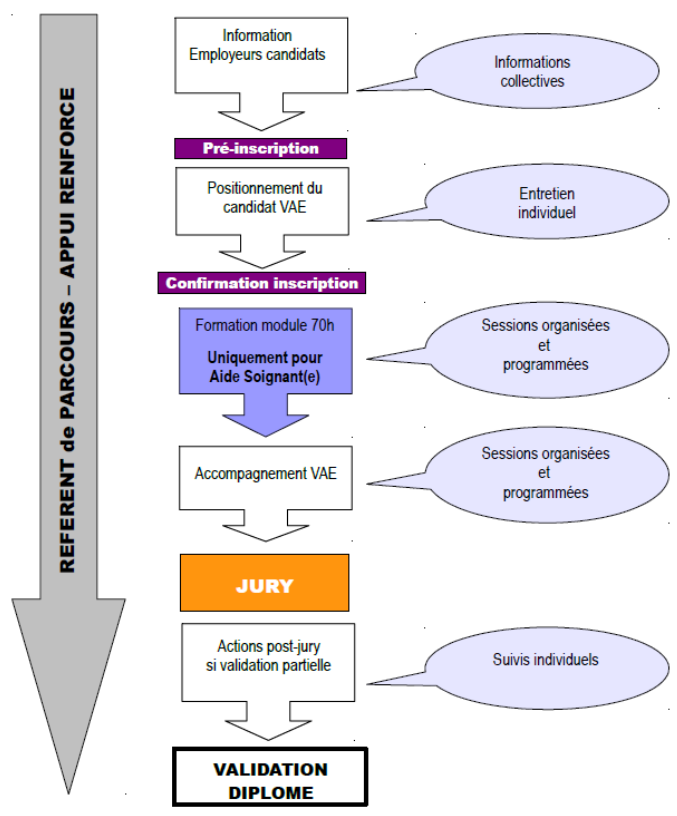 REFERENT de PARCOURS – APPUI RENFORCE
Information
Employeurs candidats
Informations
collectives
Pré-inscription
Positionnement du
candidat VAE
Entretien
individuel
Confirmation inscription
Formation module 70h
Uniquement pour
Aide Soignant(e)
Sessions organisées
et
programmées
Accompagnement VAE
Sessions organisées
et
programmées
JURY
Actions post-jury
si validation partielle
Suivis individuels
VALIDATION
DIPLOME